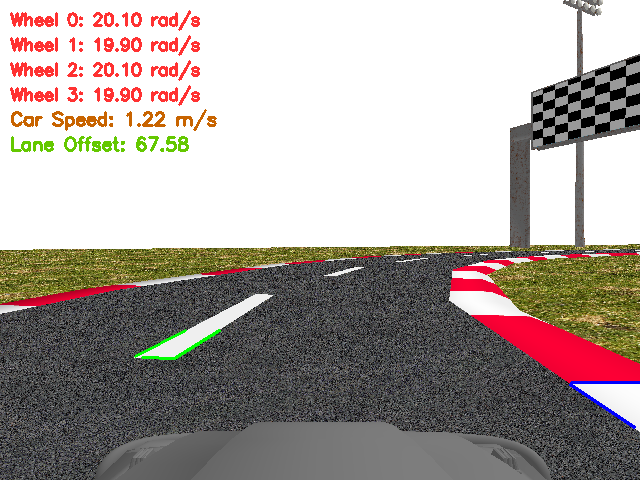 Wheel 0: 20.10 rad/s
Wheel 1: 19.90 rad/s
Wheel 2: 20.10 rad/s
Wheel 3: 19.90 rad/s
Car Speed: 1.22 m/s
Lane Offset: 67.58